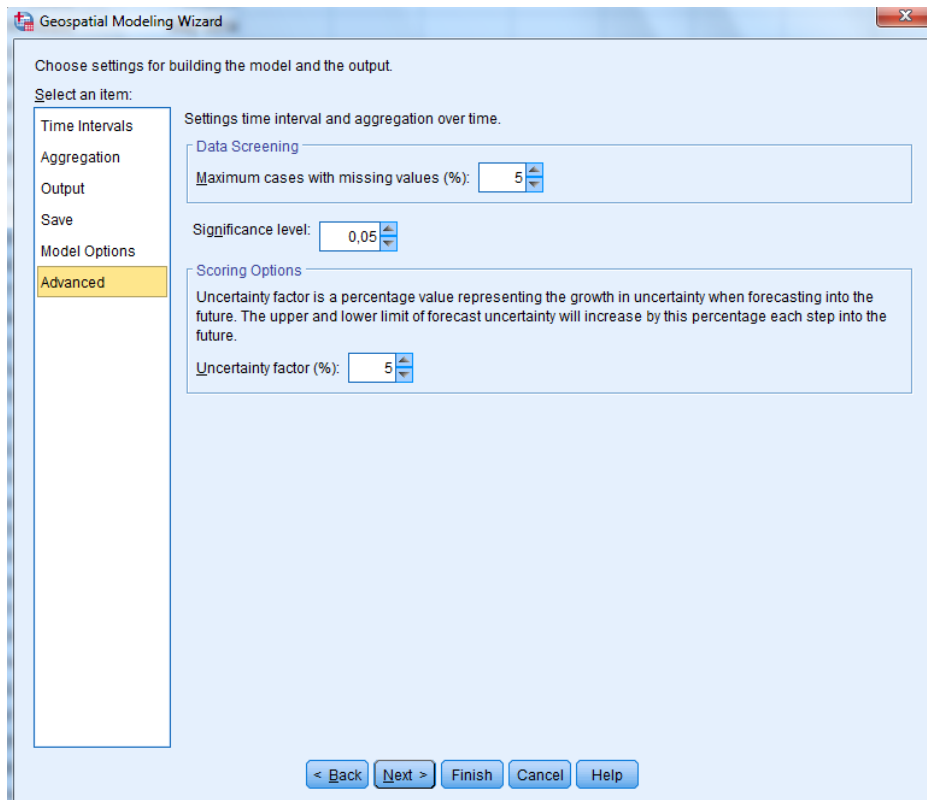 Geospatial Modeling Wizard
Choose settings for building the model and the output.
Select an item:
Time Intervals
Aggregation
Output
Save
Model Options
Advanced
Settings time interval and aggregation over time.
Data Screening
Maximum cases with missing values (%): 5
Significance level: 0,05
Scoring Options
Uncertainty factor is a percentage value representing the growth in uncertainty when forecasting into the
future. The upper and lower limit of forecast uncertainty will increase by this percentage each step into the
future.
Uncertainty factor (%): 5
< Back Next > Finish Cancel Help